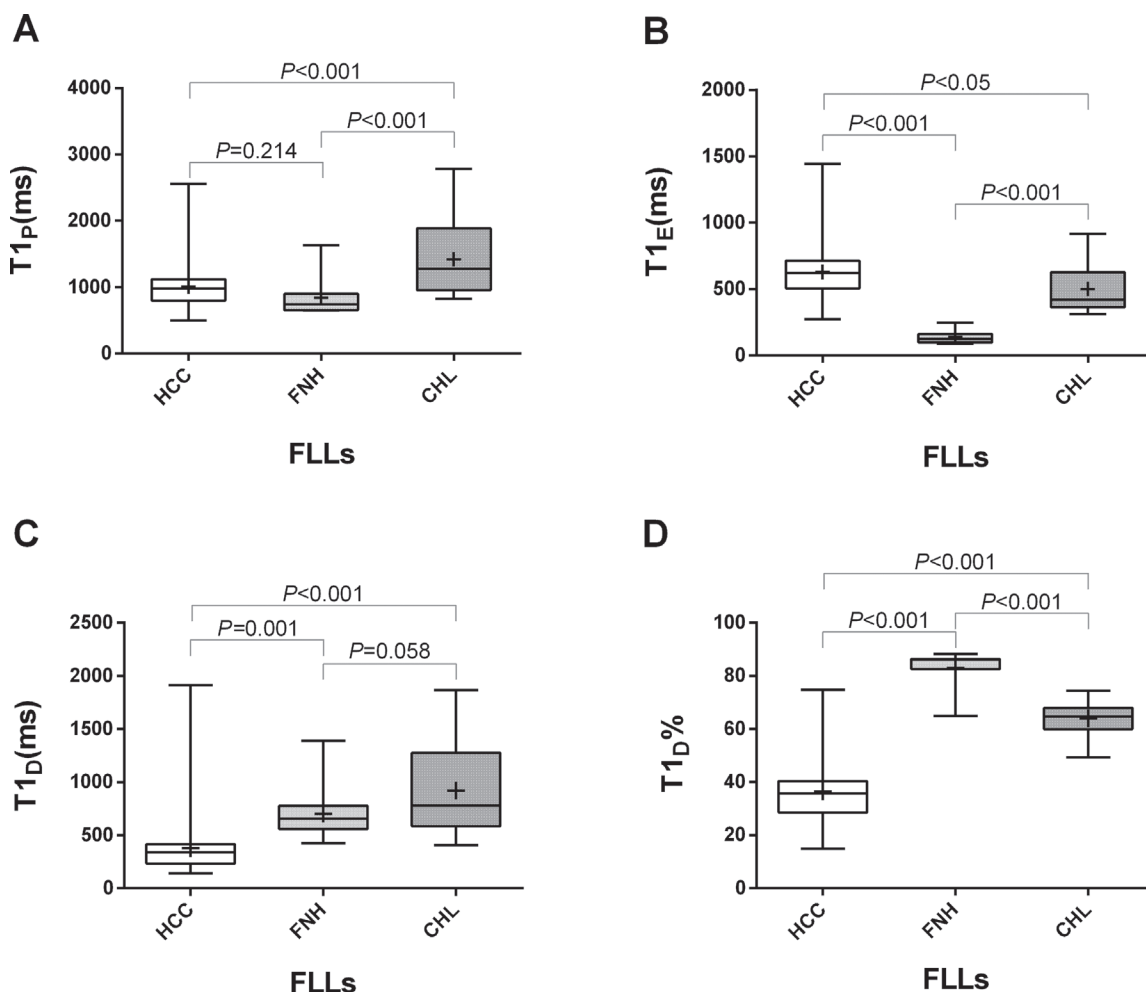 A
P<0.001
P<0.001
P=0.214
4000
3000
2000
1000
0
T1P(ms)
HCC
FNH
CHL
FLLs
B
P<0.05
P<0.001
P<0.001
2000
1500
1000
500
0
T1E(ms)
HCC
FNH
CHL
FLLs
C
P<0.001
P=0.001
P=0.058
2500
2000
1500
1000
500
0
T1D(ms)
HCC
FNH
CHL
FLLs
D
P<0.001
P<0.001
P<0.001
100
80
60
40
20
0
T1D%
HCC
FNH
CHL
FLLs